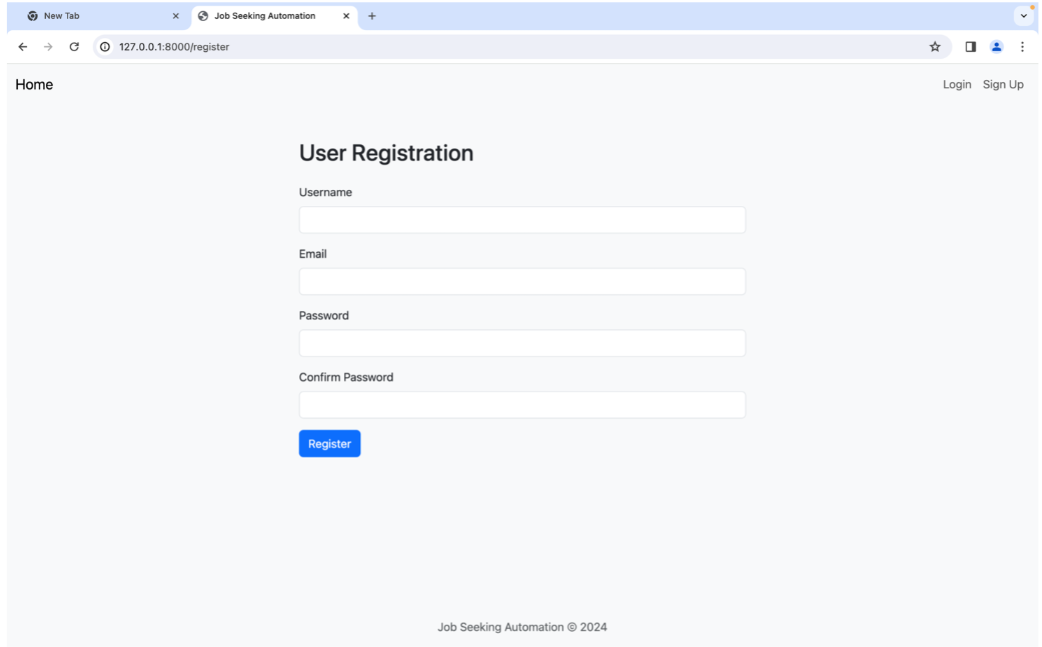 New Tab
Job Seeking Automation
127.0.0.1:8000/register
Home
Login Sign Up
User Registration
Username
Email
Password
Confirm Password
Register
Job Seeking Automation © 2024